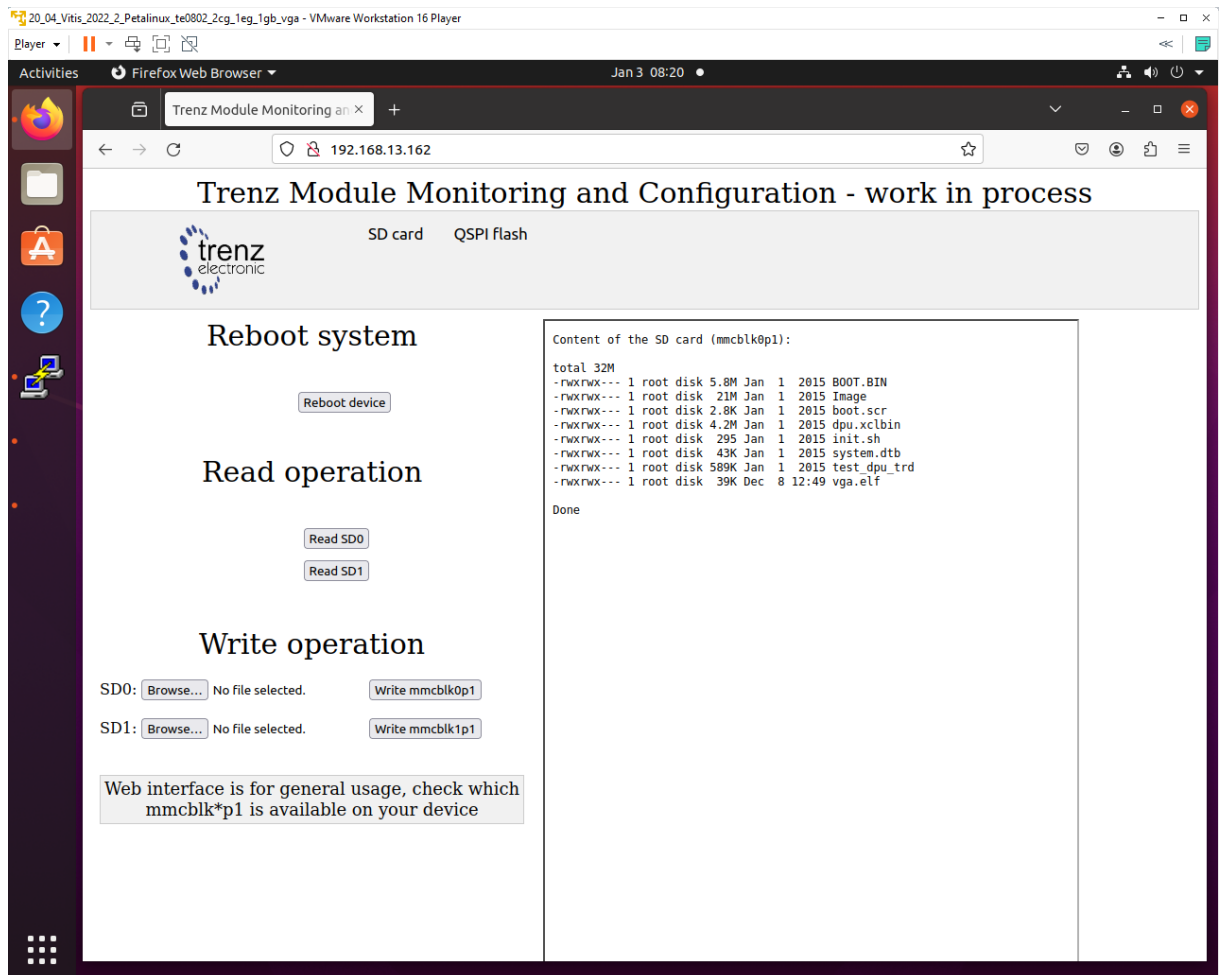 20_04_Vitis_2022_2_Petalinux_te0802_2cg_1eg_1gb_vga - VMware Workstation 16 Player
Player
Activities Firefox Web Browser Jan 3 08:20
Trenz Module Monitoring an
192.168.13.162
Trenz Module Monitoring and Configuration - work in process
trenz
electronic
SD card QSPI flash
Reboot system
Reboot device
Read operation
Read SD0
Read SD1
Write operation
SD0: Browse... No file selected. Write mmcblk0p1
SD1: Browse... No file selected. Write mmcblk1p1
Web interface is for general usage, check which
mmcblk*p1 is available on your device
Content of the SD card (mmcblk0p1):
total 32M
-rwxrwx--- 1 root disk 5.8M Jan  1  2015 BOOT.BIN
-rwxrwx--- 1 root disk  21M Jan  1  2015 Image
-rwxrwx--- 1 root disk 2.8K Jan  1  2015 boot.scr
-rwxrwx--- 1 root disk 4.2M Jan  1  2015 dpu.xclbin
-rwxrwx--- 1 root disk  295 Jan  1  2015 init.sh
-rwxrwx--- 1 root disk  43K Jan  1  2015 system.dtb
-rwxrwx--- 1 root disk 589K Jan  1  2015 test_dpu_trd
-rwxrwx--- 1 root disk  39K Dec  8 12:49 vga.elf
Done